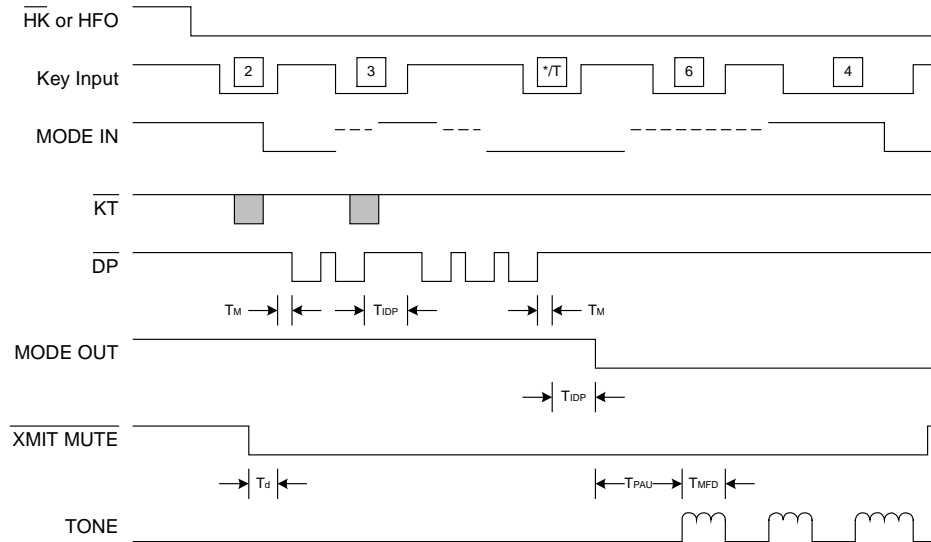 HK or HFO
Key Input
2
3
*/T
6
4
MODE IN
KT
DP
TM
TIDP
TM
MODE OUT
TIDP
XMIT MUTE
Td
TPAU
TMFD
TONE